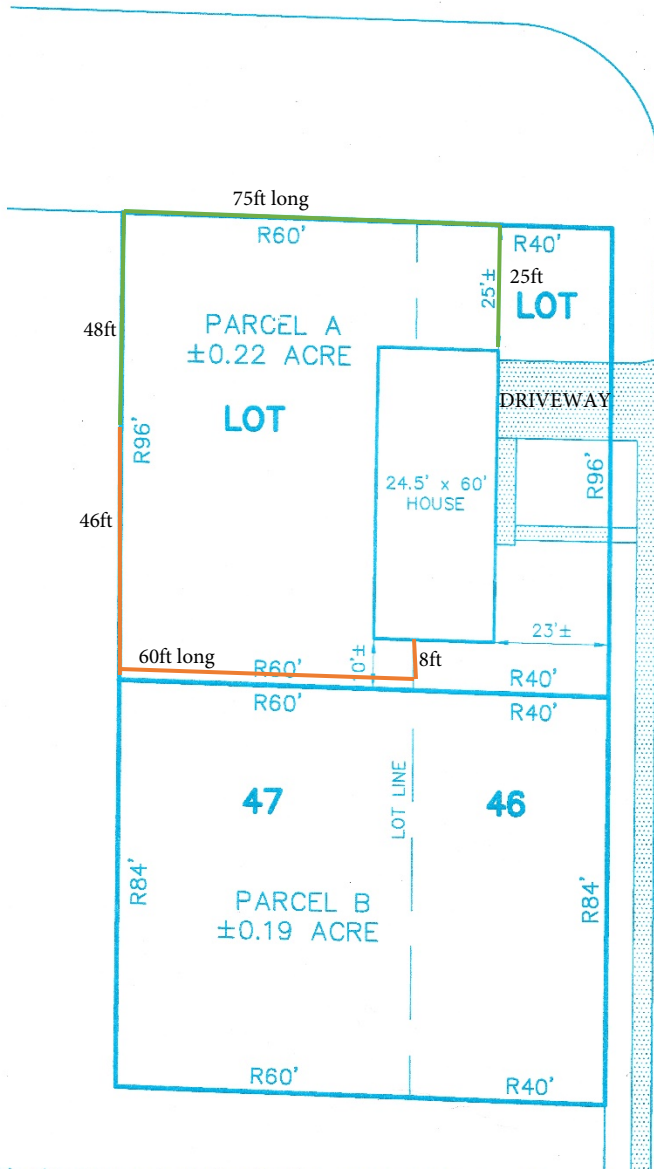 75ft long
R60'
R40'
25'±
25ft
LOT
48ft
PARCEL A
±0.22 ACRE
LOT
DRIVEWAY
R96'
R96'
24.5' x 60'
HOUSE
46ft
23'±
60ft long
R60'
0'±
8ft
R40'
R60'
R40'
47
46
LOT LINE
R84'
R84'
PARCEL B
±0.19 ACRE
R60'
R40'